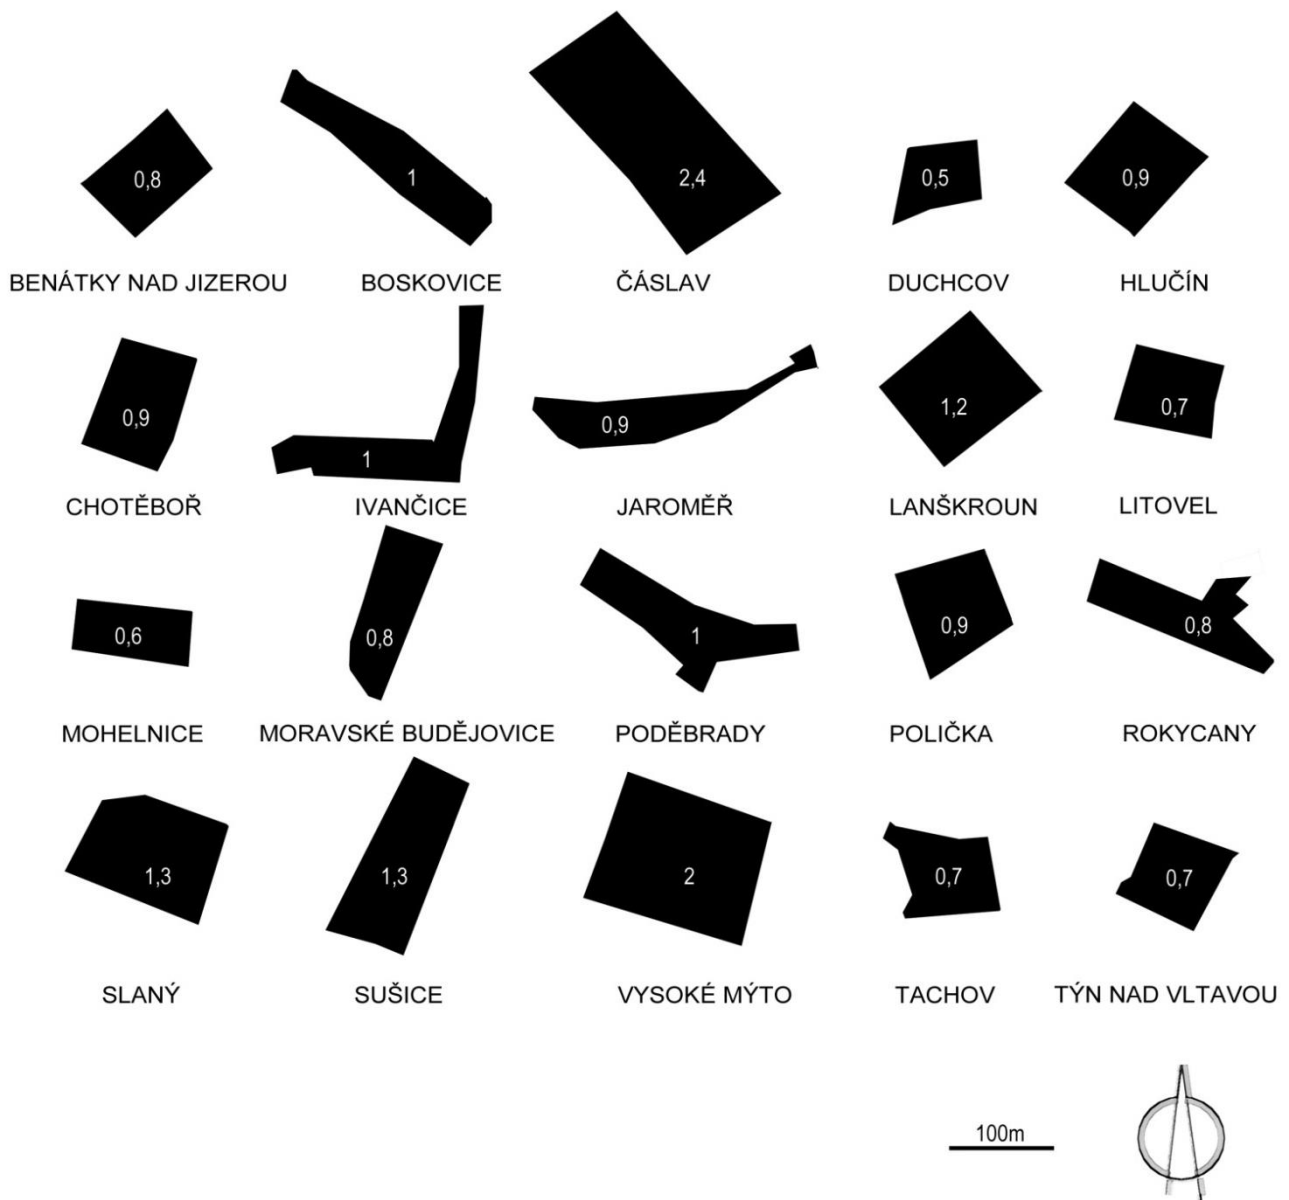 0,8
1
2,4
0,5
0,9
BENÁTKY NAD JIZEROU
BOSKOVICE
ČÁSLAV
DUCHCOV
HLUČÍN
0,9
1
0,9
1,2
0,7
CHOTĚBOŘ
IVANČICE
JAROMĚŘ
LANŠKROUN
LITOVEL
0,6
0,8
1
0,9
0,8
MOHELNICE
MORAVSKÉ BUDĚJOVICE
PODĚBRADY
POLIČKA
ROKYCANY
1,3
1,3
2
0,7
0,7
SLANÝ
SUŠICE
VYSOKÉ MÝTO
TACHOV
TÝN NAD VLTAVOU
100m